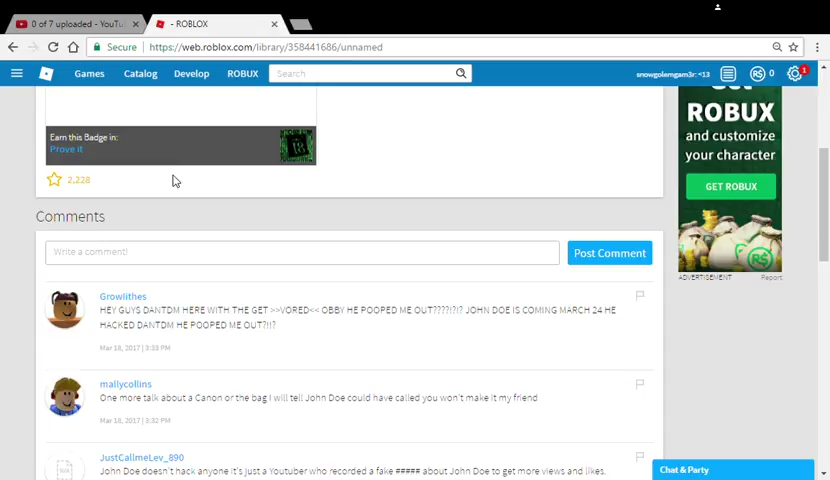 0 of 7 uploaded - YouTu
- ROBLOX
Secure
https://web.roblox.com/library/358441686/unnamed
Games
Catalog
Develop
ROBUX
Search
snowgolemgam3r: <13
0
1
ROBUX
and customize
your character
GET ROBUX
ADVERTISEMENT
Report
Earn this Badge in:
Prove It
2,228
Comments
Write a comment!
Post Comment
Growlithes
HEY GUYS DANTDM HERE WITH THE GET >>VORED<< OBBY HE POOPED ME OUT????!?!? JOHN DOE IS COMING MARCH 24 HE
HACKED DANTDM HE POOPED ME OUT?!!?
Mar 18, 2017 | 3:33 PM
mallycollins
One more talk about a Canon or the bag I will tell John Doe could have called you won't make it my friend
Mar 18, 2017 | 3:32 PM
JustCallmeLev_890
John Doe doesn't hack anyone it's just a Youtuber who recorded a fake ##### about John Doe to get more views and likes.
Chat & Party